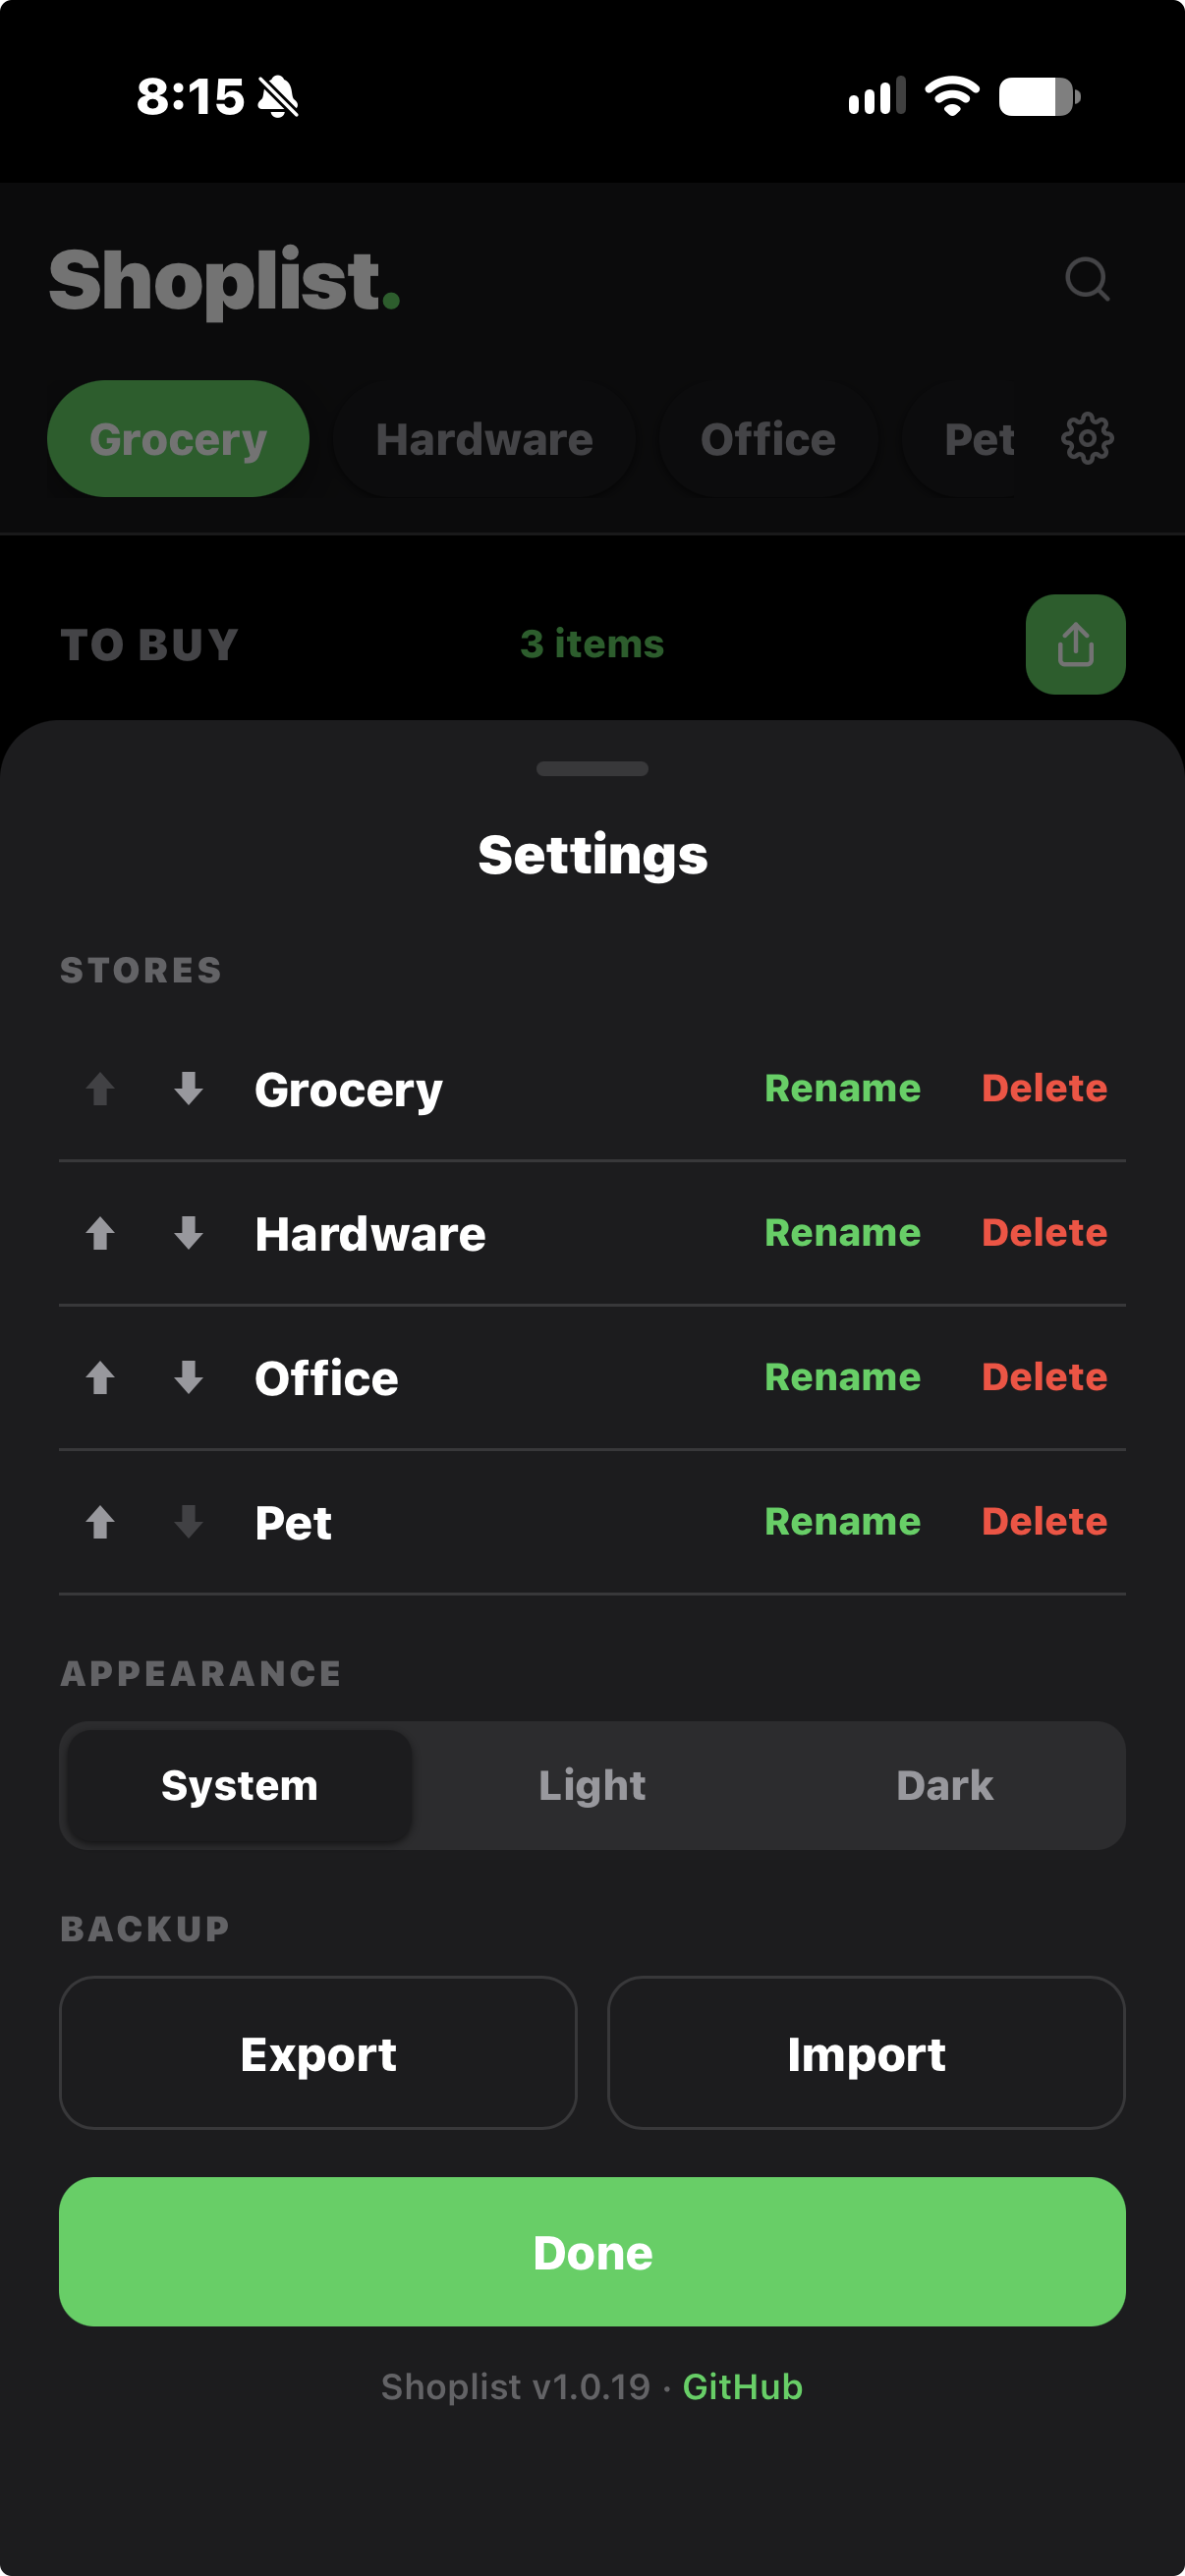 8:15
Shoplist.
Grocery Hardware Office Pet
TO BUY 3 items
Settings
STORES
Grocery Rename Delete
Hardware Rename Delete
Office Rename Delete
Pet Rename Delete
APPEARANCE
System Light Dark
BACKUP
Export Import
Done
Shoplist v1.0.19 · GitHub